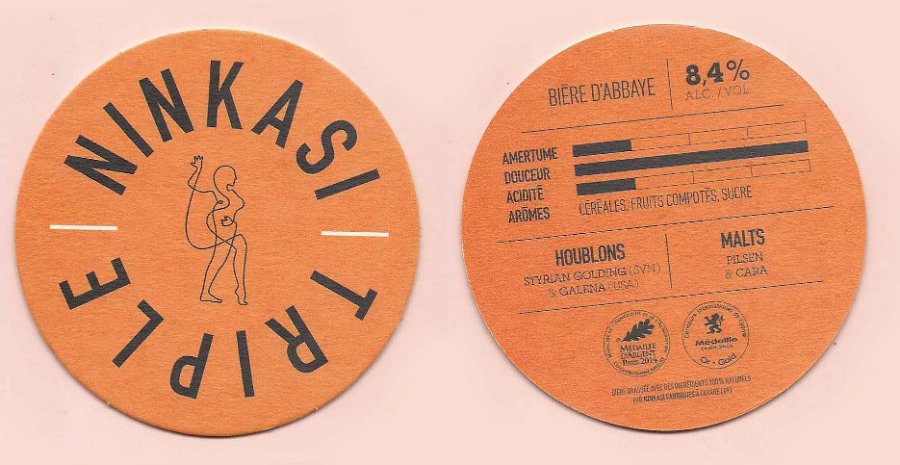 NINKASI
TRIPLE
BIÈRE D'ABBAYE
8,4%
ALC. / VOL
AMERTUME
DOUCEUR
ACIDITÉ
ARÔMES
CÉRÉALES, FRUITS COMPOTÉS, SUCRE
HOUBLONS
STYRIAN GOLDING (SVN)
& GALENA (USA)
MALTS
PILSEN
& CARA
MÉDAILLE
D'ARGENT
PARIS 2014
Médaille
Or - Gold
BIÈRE BRASSÉE AVEC DES INGRÉDIENTS 100% NATURELS
PAR NINKASI FABRIQUES À TARARE (69)